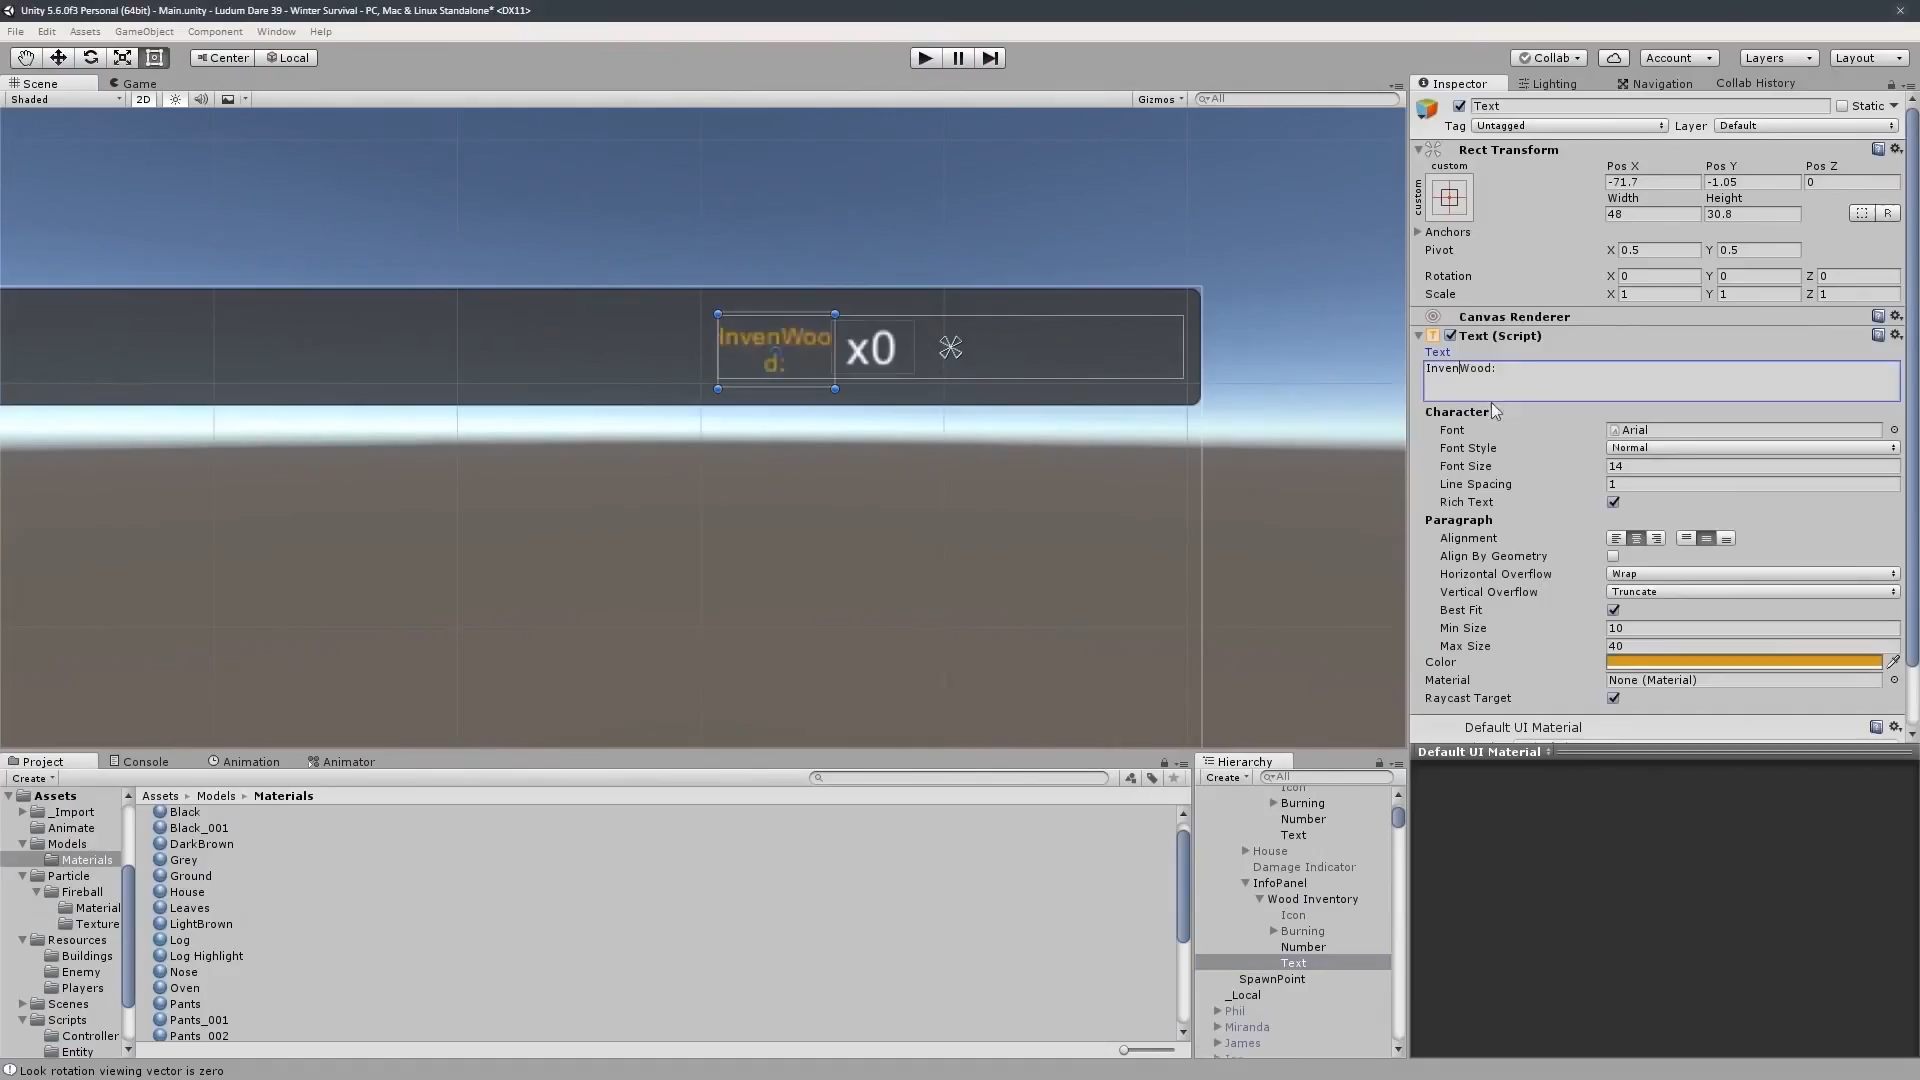 Unity 5.6.0f3 Personal (64bit) - Main.unity - Ludum Dare 39 - Winter Survival - PC, Mac & Linux Standalone* <DX11>
File Edit Assets GameObject Component Window Help
Center Local Collab Account Layers Layout
Scene Game
Shaded 2D Gizmos All
InvenWoo
d:
x0
Inspector Lighting Navigation Collab History
Text Static
Tag Untagged Layer Default
Rect Transform
custom Pos X Pos Y Pos Z
custom
-71.7 -1.05 0
Width Height
48 30.8 R
Anchors
Pivot X 0.5 Y 0.5
Rotation X 0 Y 0 Z 0
Scale X 1 Y 1 Z 1
Canvas Renderer
Text (Script)
Text
InvenWood:
Character
Font Arial
Font Style Normal
Font Size 14
Line Spacing 1
Rich Text
Paragraph
Alignment
Align By Geometry
Horizontal Overflow Wrap
Vertical Overflow Truncate
Best Fit
Min Size 10
Max Size 40
Color
Material None (Material)
Raycast Target
Default UI Material
Default UI Material
Project Console Animation Animator
Create
Assets
_Import
Animate
Models
Materials
Particle
Fireball
Material
Texture
Resources
Buildings
Enemy
Players
Scenes
Scripts
Controller
Entity
Assets Models Materials
Black
Black_001
DarkBrown
Grey
Ground
House
Leaves
LightBrown
Log
Log Highlight
Nose
Oven
Pants
Pants_001
Pants_002
Hierarchy
Create All
Icon
Burning
Number
Text
House
Damage Indicator
InfoPanel
Wood Inventory
Icon
Burning
Number
Text
SpawnPoint
_Local
Phil
Miranda
James
Look rotation viewing vector is zero